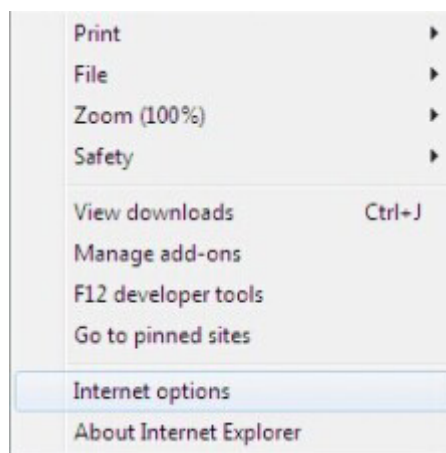 Print
File
Zoom (100%)
Safety
View downloads Ctrl+J
Manage add-ons
F12 developer tools
Go to pinned sites
Internet options
About Internet Explorer